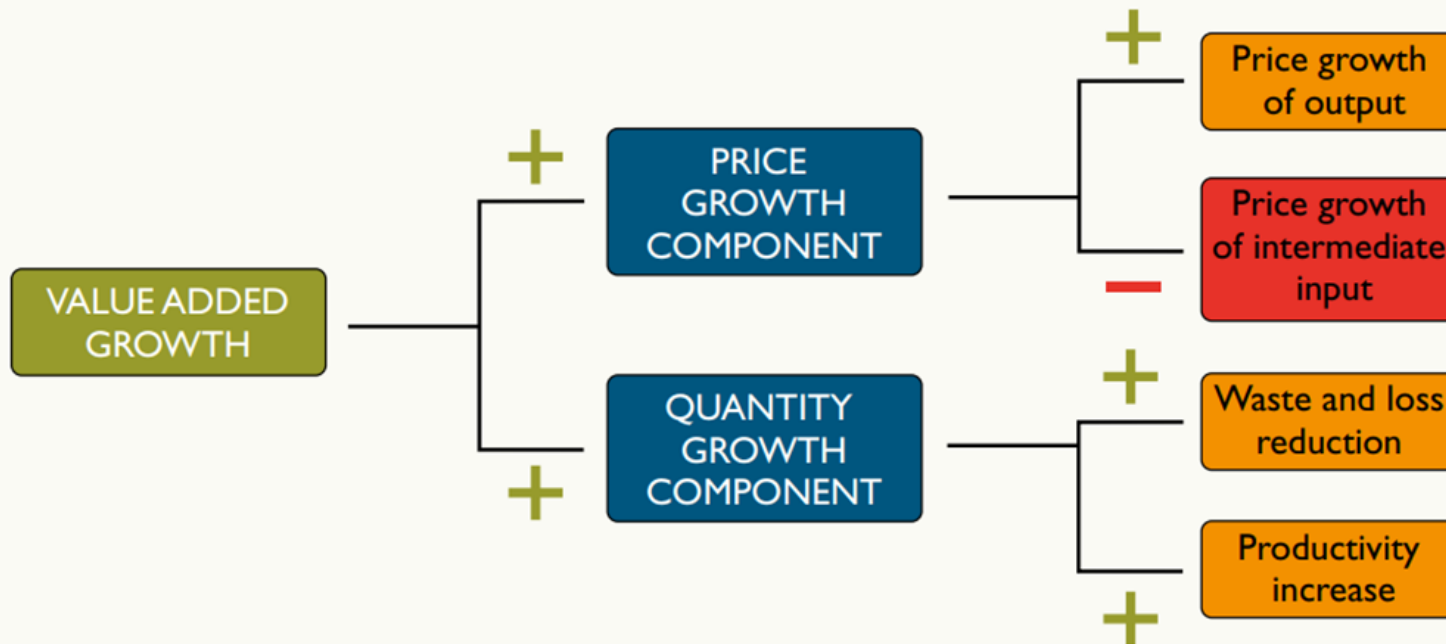 VALUE ADDED
GROWTH
+
PRICE
GROWTH
COMPONENT
+
QUANTITY
GROWTH
COMPONENT
+
Price growth
of output
−
Price growth
of intermediate
input
+
Waste and loss
reduction
+
Productivity
increase